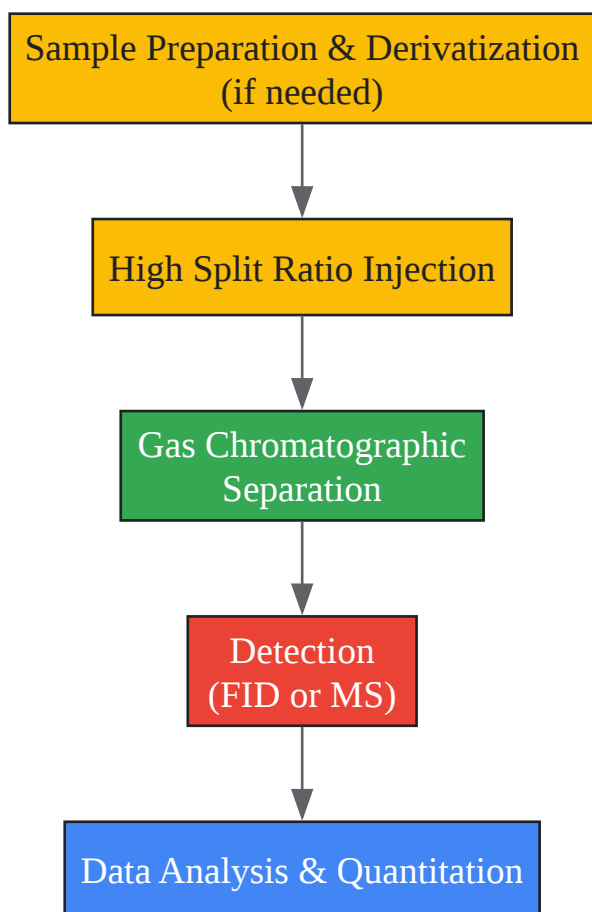 Sample Preparation & Derivatization
(if needed)
High Split Ratio Injection
Gas Chromatographic
Separation
Detection
(FID or MS)
Data Analysis & Quantitation